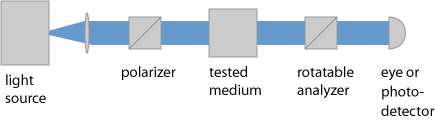 light
source
polarizer
tested
medium
rotatable
analyzer
eye or
photo-
detector